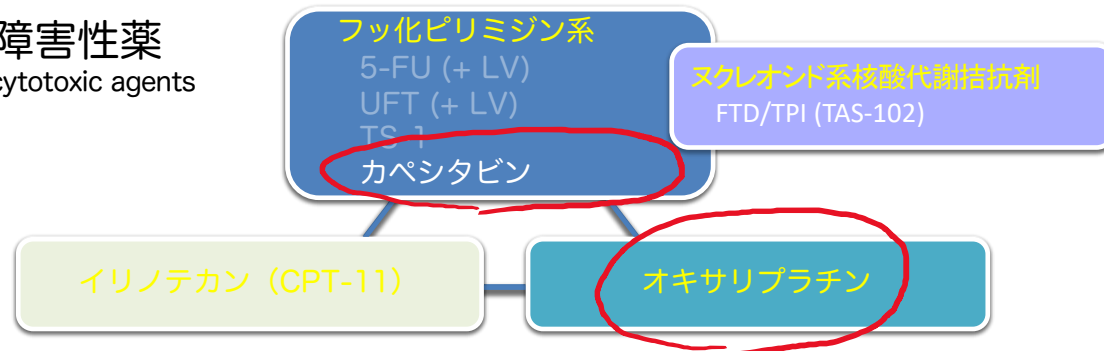 障害性薬
cytotoxic agents
フッ化ピリミジン系
5-FU (+ LV)
UFT (+ LV)
TS-1
カペシタビン
ヌクレオシド系核酸代謝拮抗剤
FTD/TPI (TAS-102)
イリノテカン（CPT-11）
オキサリプラチン